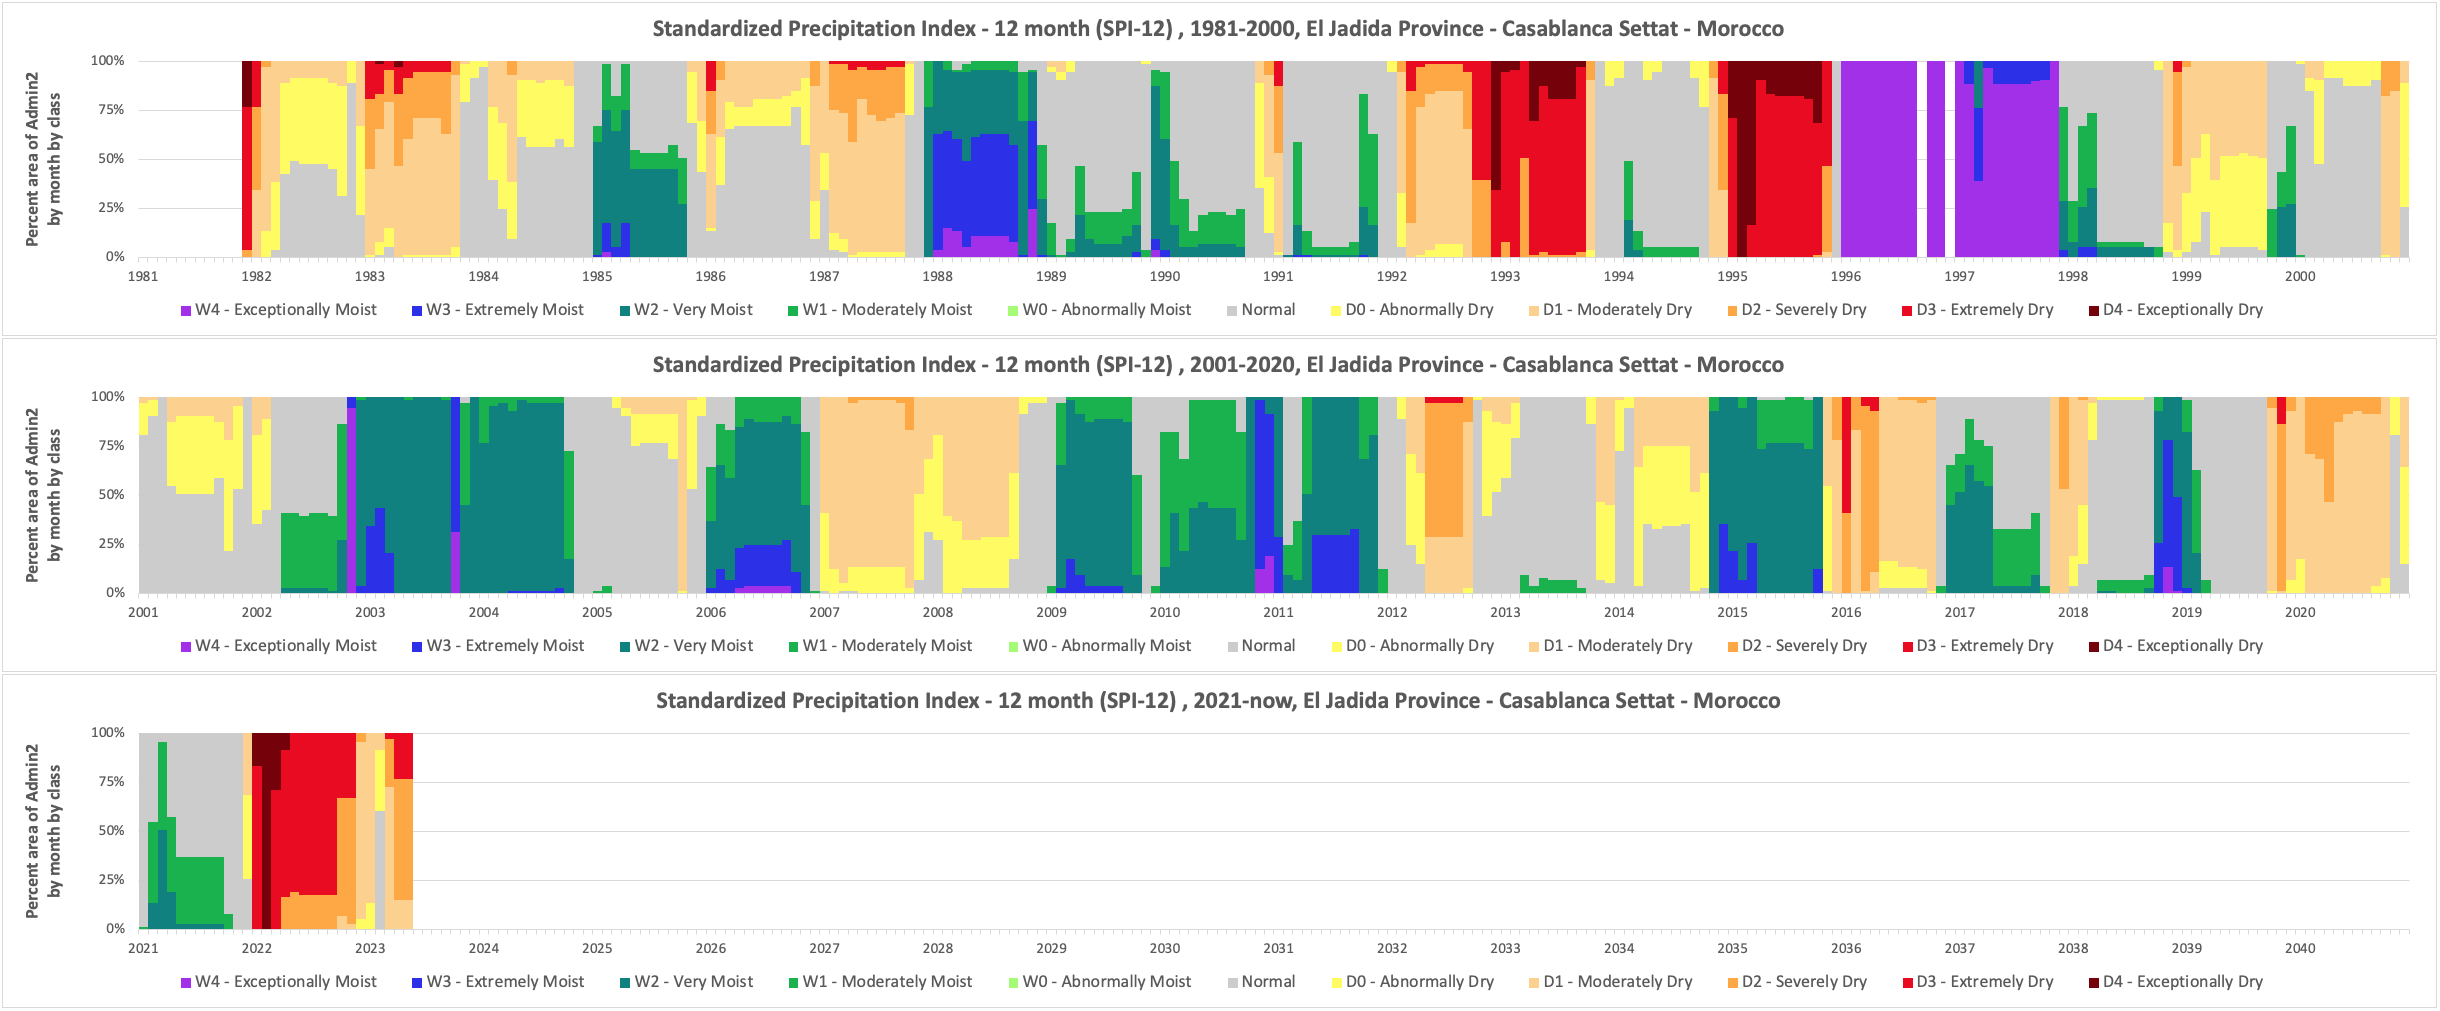 Standardized Precipitation Index - 12 month (SPI-12) , 1981-2000, El Jadida Province - Casablanca Settat - Morocco
Percent area of Admin2
by month by class
100%
75%
50%
25%
0%
1981 1982 1983 1984 1985 1986 1987 1988 1989 1990 1991 1992 1993 1994 1995 1996 1997 1998 1999 2000
W4 - Exceptionally Moist W3 - Extremely Moist W2 - Very Moist W1 - Moderately Moist W0 - Abnormally Moist Normal D0 - Abnormally Dry D1 - Moderately Dry D2 - Severely Dry D3 - Extremely Dry D4 - Exceptionally Dry
Standardized Precipitation Index - 12 month (SPI-12) , 2001-2020, El Jadida Province - Casablanca Settat - Morocco
Percent area of Admin2
by month by class
100%
75%
50%
25%
0%
2001 2002 2003 2004 2005 2006 2007 2008 2009 2010 2011 2012 2013 2014 2015 2016 2017 2018 2019 2020
W4 - Exceptionally Moist W3 - Extremely Moist W2 - Very Moist W1 - Moderately Moist W0 - Abnormally Moist Normal D0 - Abnormally Dry D1 - Moderately Dry D2 - Severely Dry D3 - Extremely Dry D4 - Exceptionally Dry
Standardized Precipitation Index - 12 month (SPI-12) , 2021-now, El Jadida Province - Casablanca Settat - Morocco
Percent area of Admin2
by month by class
100%
75%
50%
25%
0%
2021 2022 2023 2024 2025 2026 2027 2028 2029 2030 2031 2032 2033 2034 2035 2036 2037 2038 2039 2040
W4 - Exceptionally Moist W3 - Extremely Moist W2 - Very Moist W1 - Moderately Moist W0 - Abnormally Moist Normal D0 - Abnormally Dry D1 - Moderately Dry D2 - Severely Dry D3 - Extremely Dry D4 - Exceptionally Dry